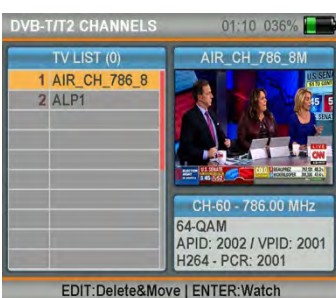 DVB-T/T2 CHANNELS 01:10 036%
TV LIST (0)
1 AIR_CH_786_8
2 ALP1
AIR_CH_786_8M
CNN
CH-60 - 786.00 MHz
64-QAM
APID: 2002 / VPID: 2001
H264 - PCR: 2001
EDIT:Delete&Move | ENTER:Watch